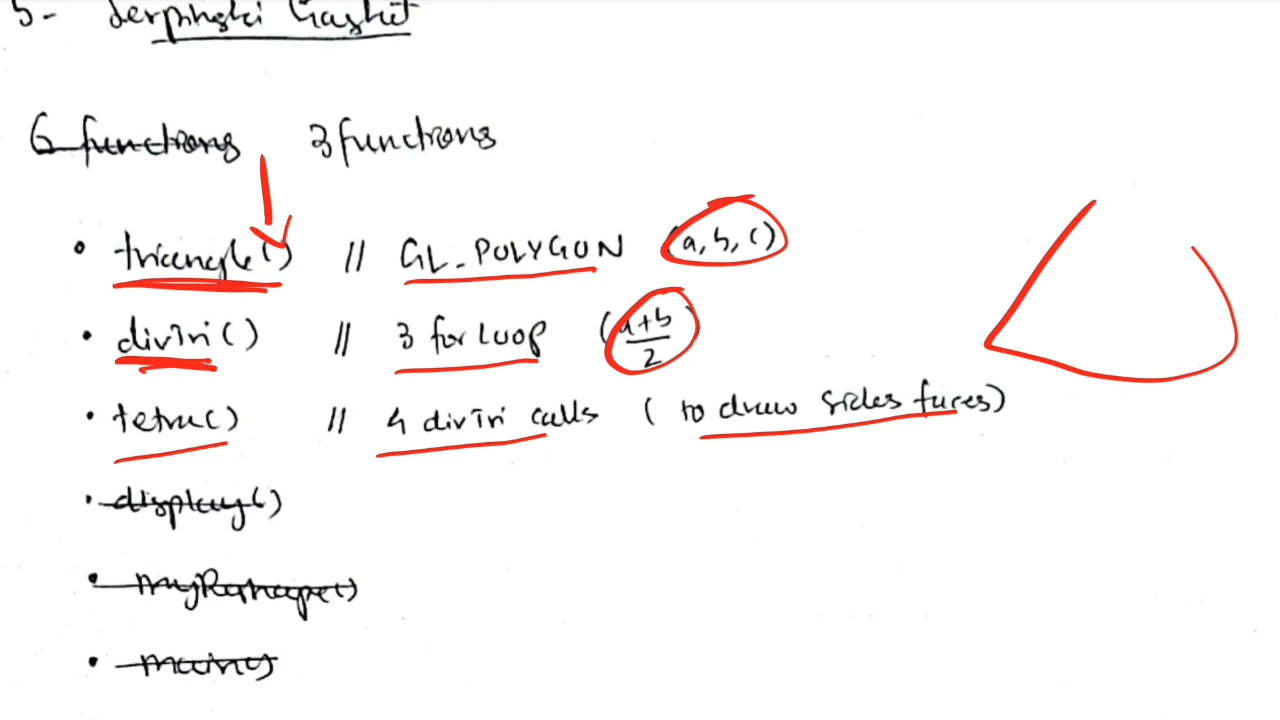 5- Serpinski Gasket
6 functions 3 functions
• triangle() // GL_POLYGON (a, b, c)
• divTri() // 3 for loop (a+b/2)
• tetra() // 4 divTri calls (to draw sides faces)
• display()
• myReshape()
• main()